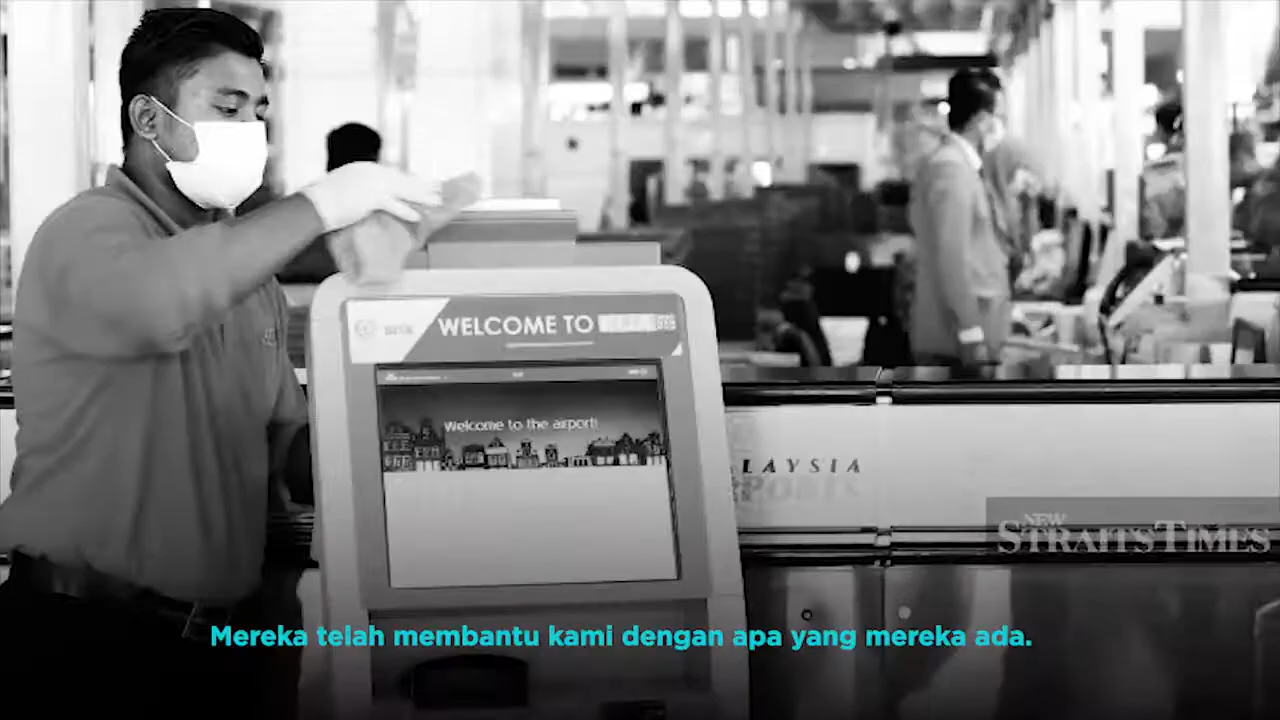 WELCOME TO
Welcome to the airport!
LAYSIA
PORTS
NEW
STRAITS TIMES
Mereka telah membantu kami dengan apa yang mereka ada.